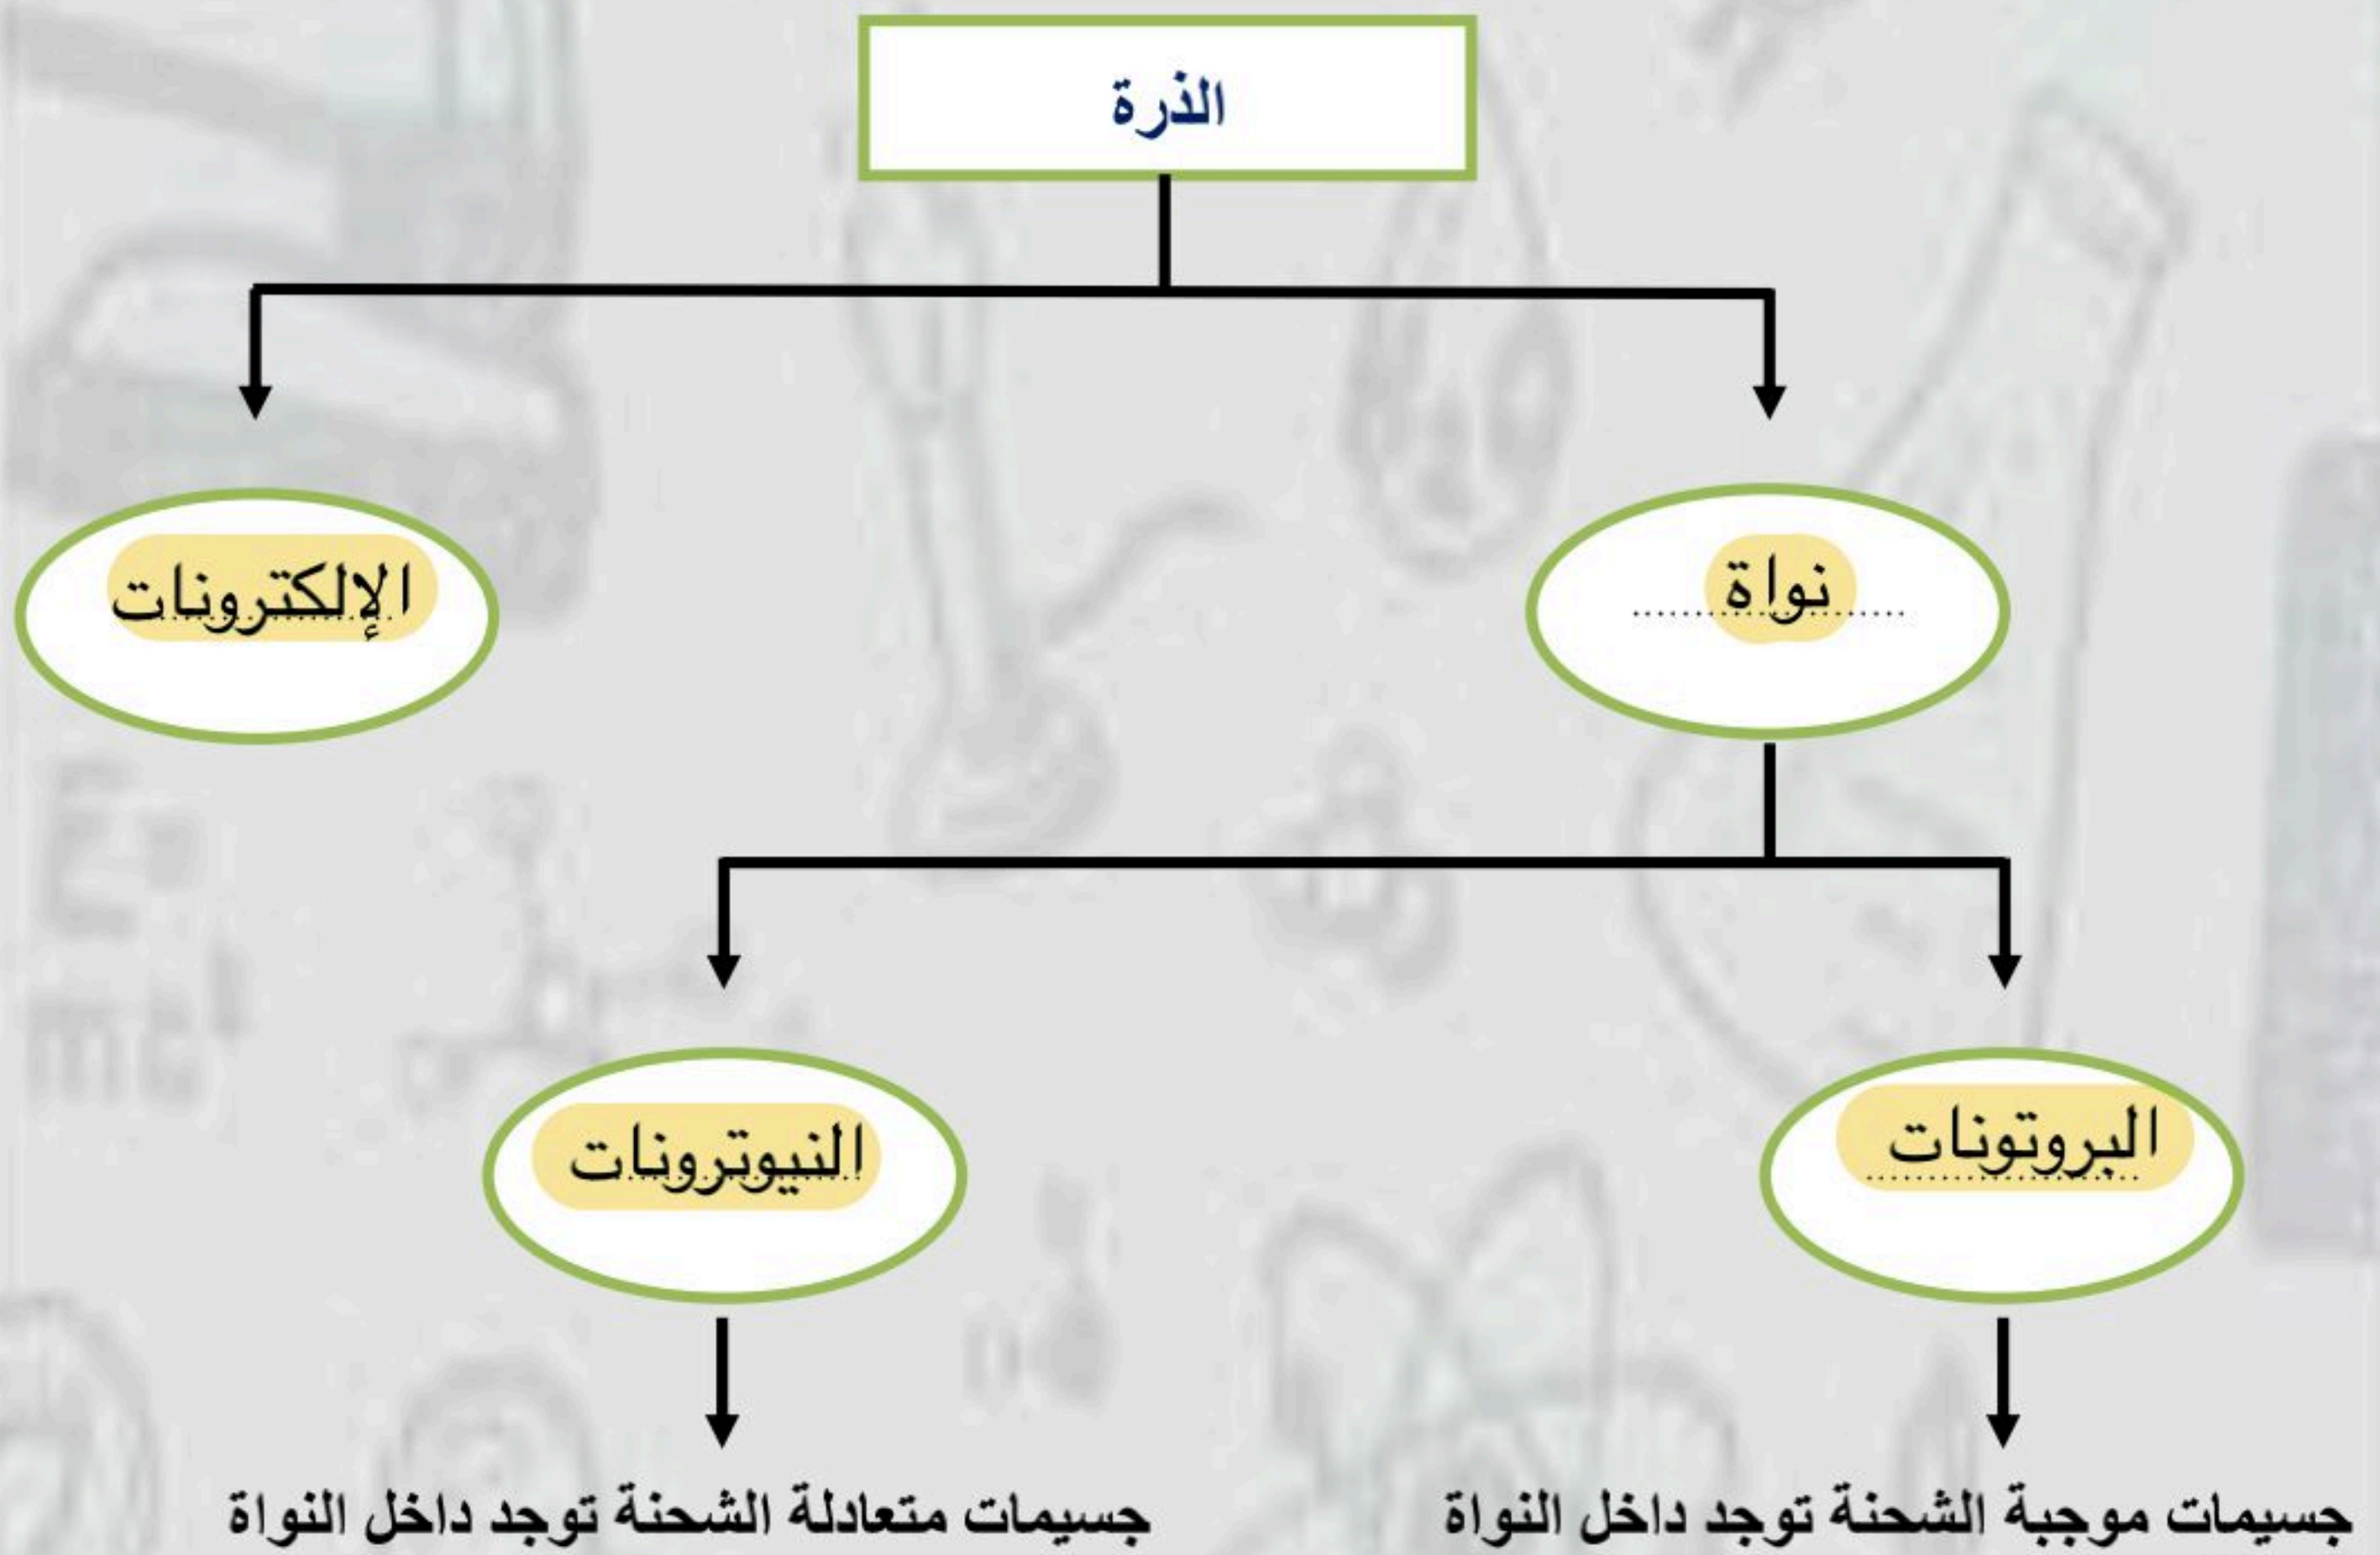 الذرة
نواة
الإلكترونات
البروتونات
النيوترونات
جسيمات موجبة الشحنة توجد داخل النواة
جسيمات متعادلة الشحنة توجد داخل النواة